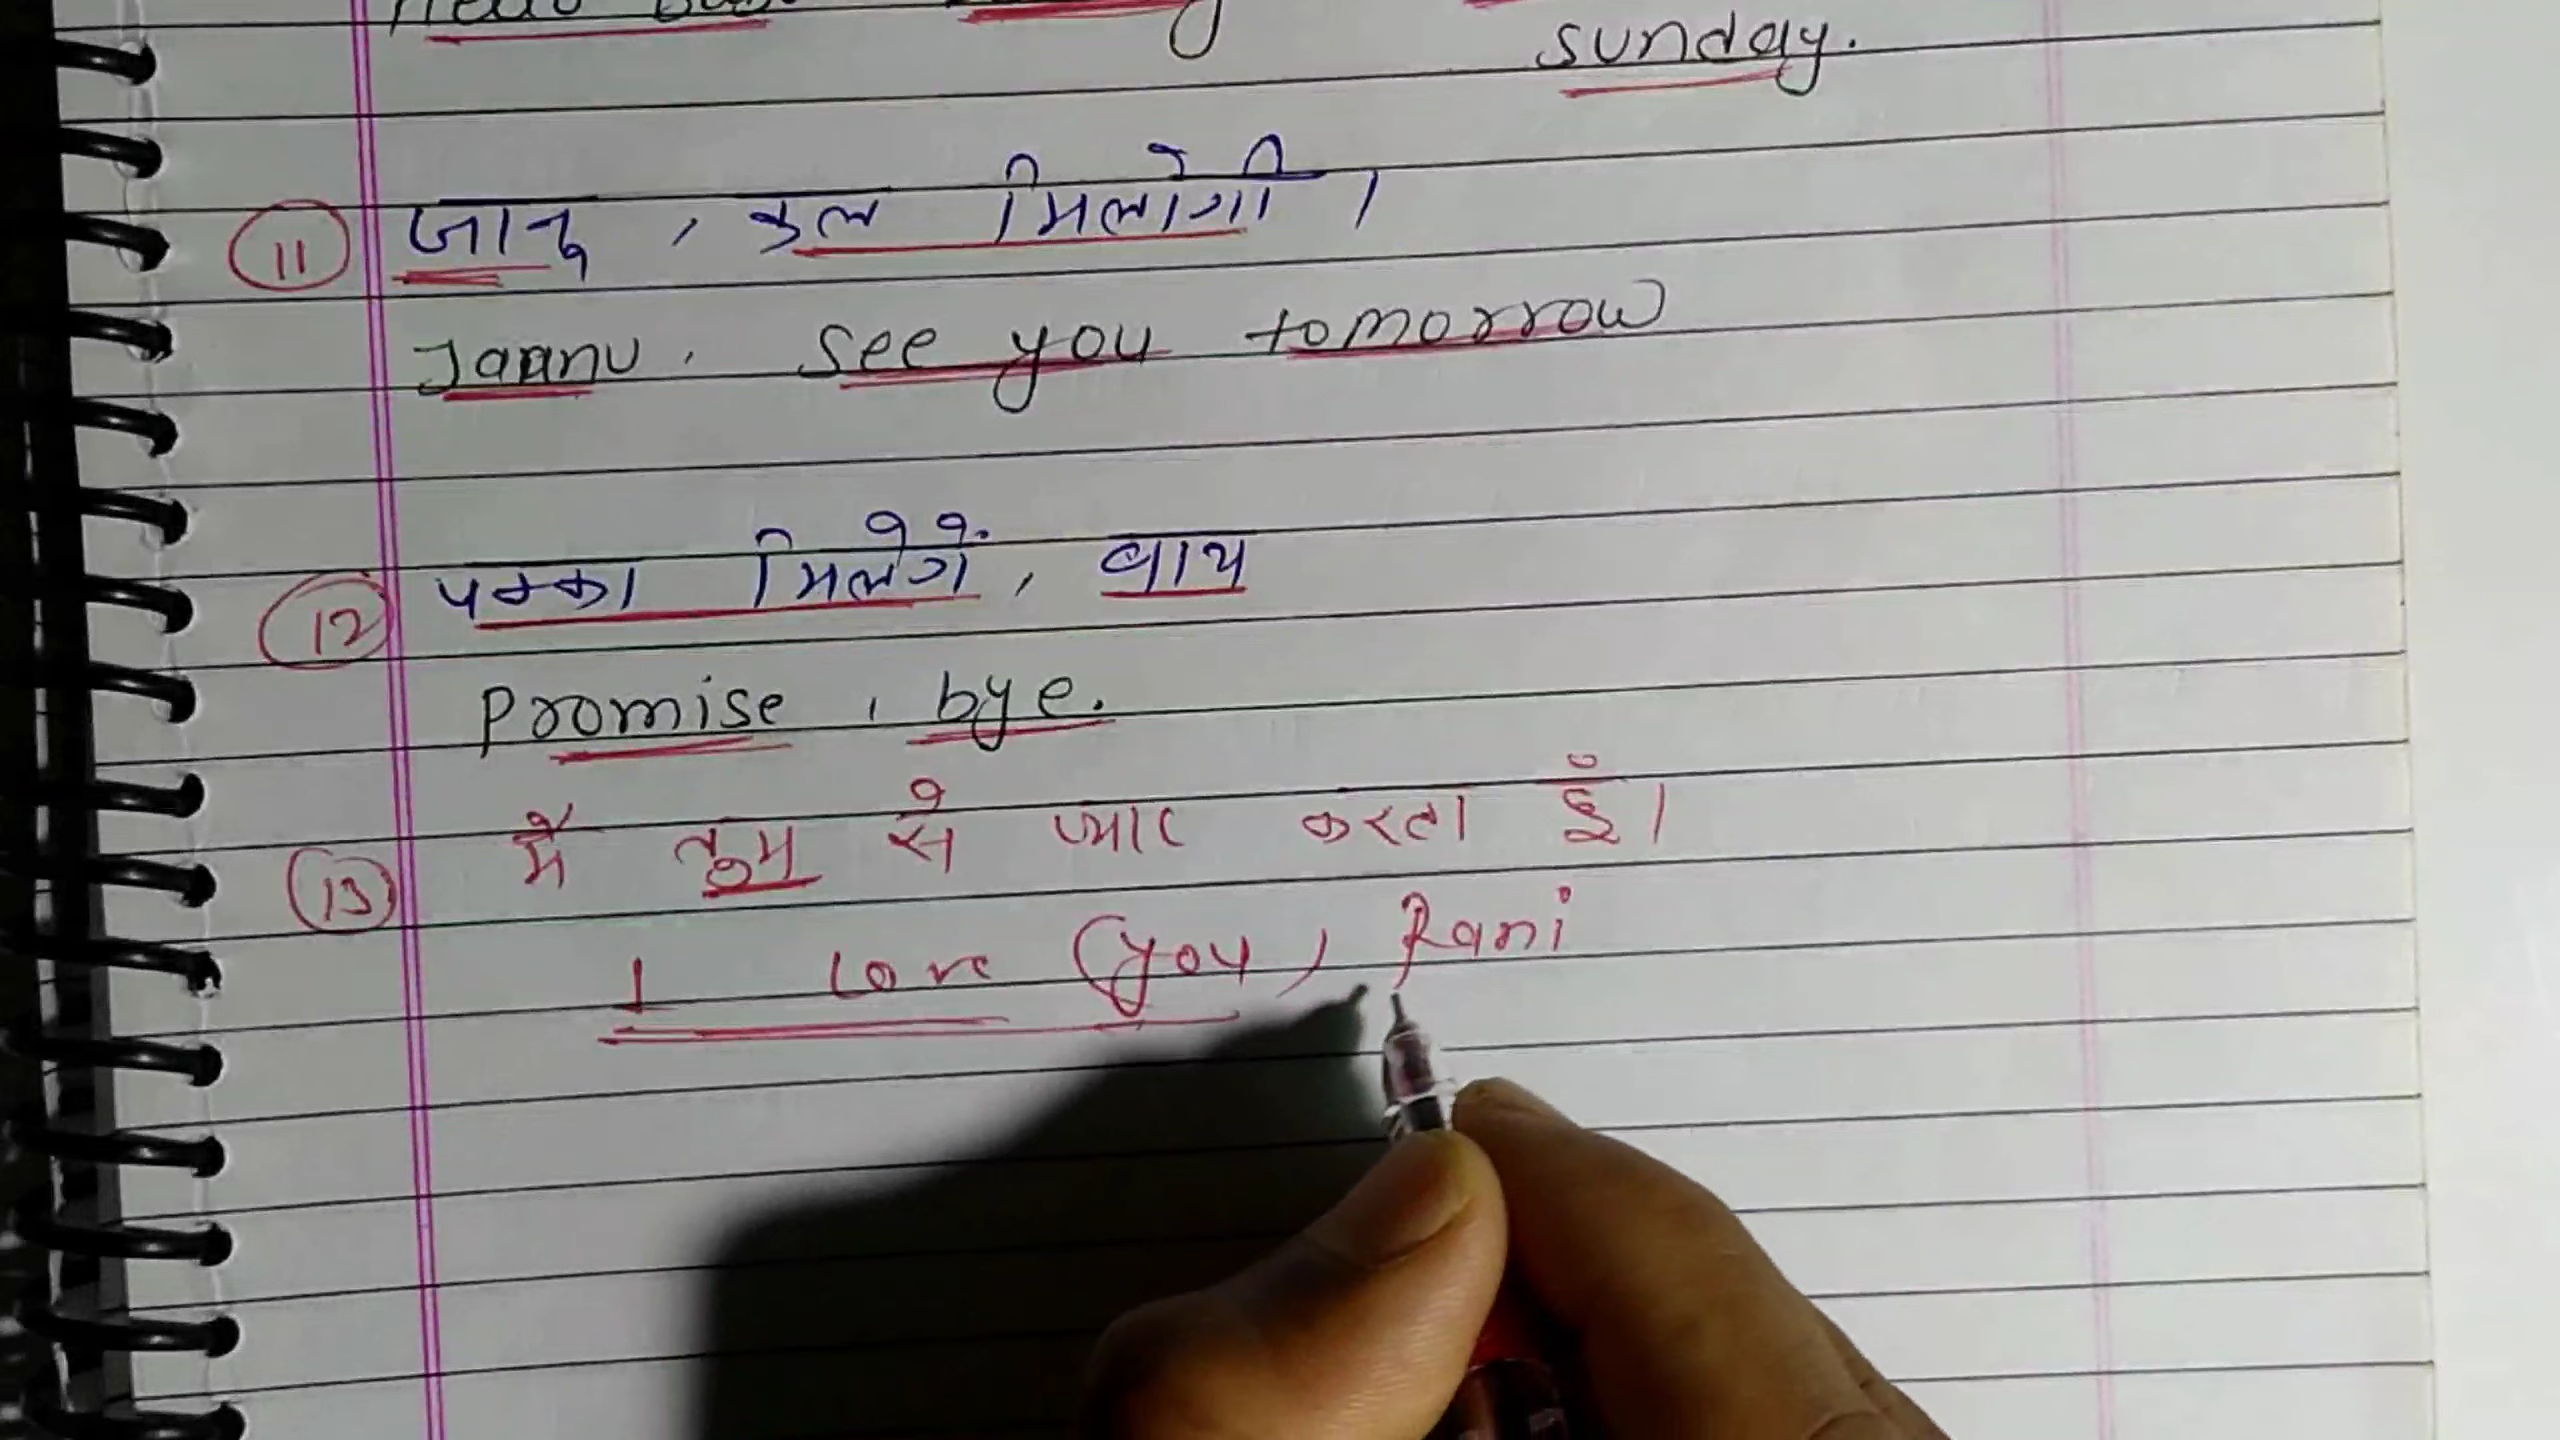 sunday.
11 जानू, कल मिलोगी।
Jaanu, see you tomorrow
12 पक्का मिलेगें, बाय
Promise, bye.
13 मैं तुम से प्यार करता हूँ।
I Love (you, Rani